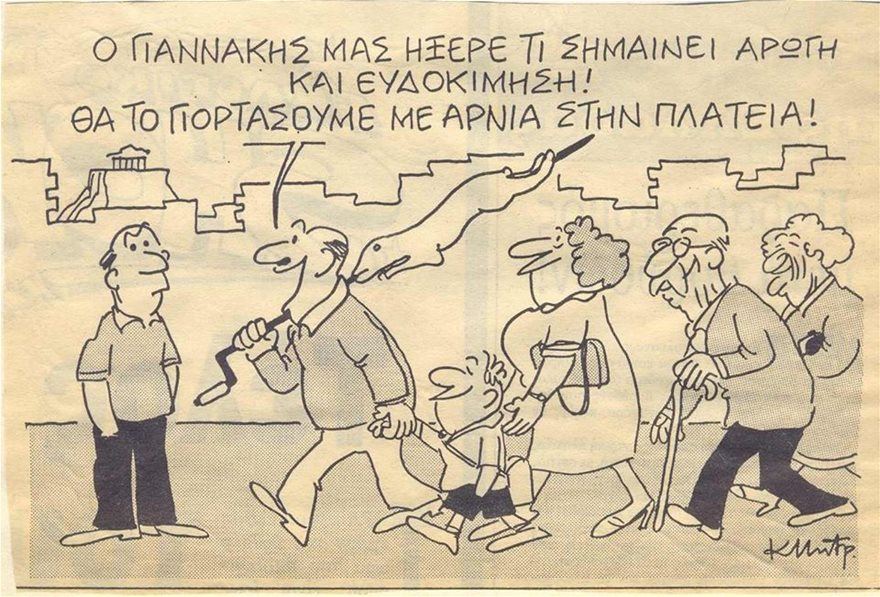 Ο ΓΙΑΝΝΑΚΗΣ ΜΑΣ ΗΞΕΡΕ ΤΙ ΣΗΜΑΙΝΕΙ ΑΡΩΓΗ
ΚΑΙ ΕΥΔΟΚΙΜΗΣΗ!
ΘΑ ΤΟ ΓΙΟΡΤΑΣΟΥΜΕ ΜΕ ΑΡΝΙΑ ΣΤΗΝ ΠΛΑΤΕΙΑ!
ΚΜητρ.